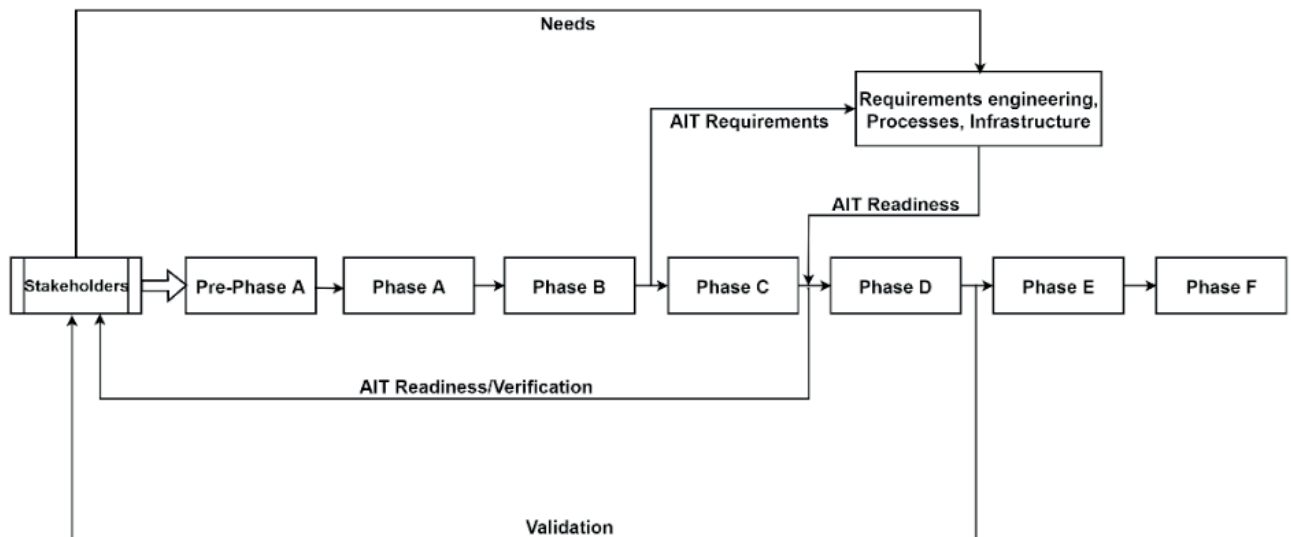 Needs
Requirements engineering,
Processes, Infrastructure
AIT Requirements
AIT Readiness
Stakeholders
Pre-Phase A
Phase A
Phase B
Phase C
Phase D
Phase E
Phase F
AIT Readiness/Verification
Validation